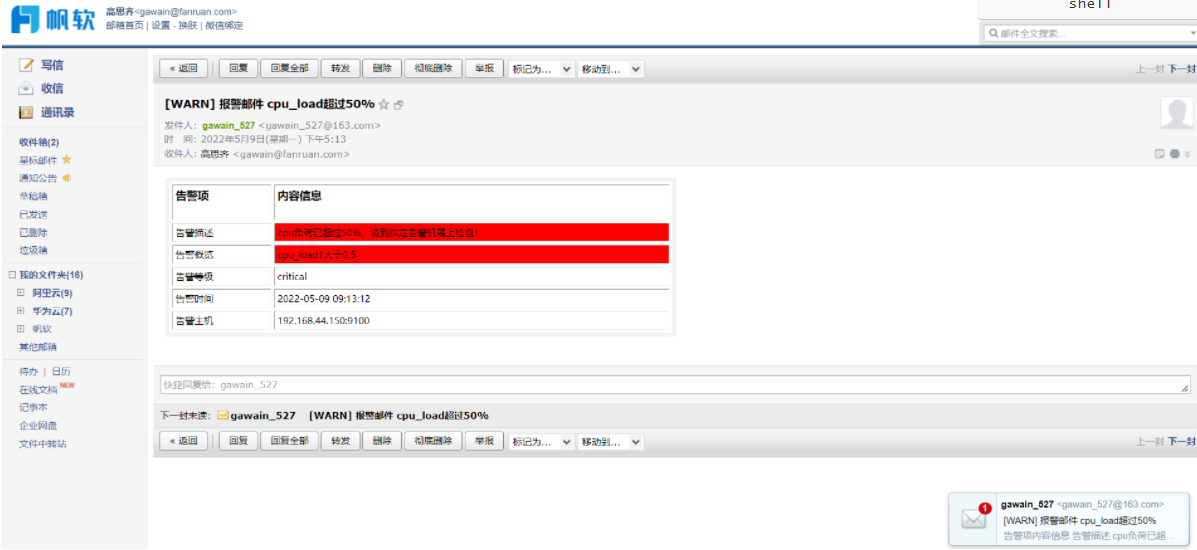 shell
帆软 高思齐<gawain@fanruan.com>
邮箱首页 | 设置 - 换肤 | 微信绑定
邮件全文搜索...
写信
收信
通讯录
收件箱(2)
星标邮件
通知公告
草稿箱
已发送
已删除
垃圾箱
我的文件夹(16)
阿里云(9)
华为云(7)
帆软
其他邮箱
待办 | 日历
在线文档 NEW
记事本
企业网盘
文件中转站
« 返回 回复 回复全部 转发 删除 彻底删除 举报 标记为... 移动到... 上一封 下一封
[WARN] 报警邮件 cpu_load超过50%
发件人: gawain_527 <gawain_527@163.com>
时 间: 2022年5月9日(星期一) 下午5:13
收件人: 高思齐 <gawain@fanruan.com>
告警项 内容信息
告警描述 cpu负荷已超过50%，请到指定告警机器上检查!
告警概览 cpu_load1大于0.5
告警等级 critical
告警时间 2022-05-09 09:13:12
告警主机 192.168.44.150:9100
快捷回复给: gawain_527
下一封未读: gawain_527 [WARN] 报警邮件 cpu_load超过50%
« 返回 回复 回复全部 转发 删除 彻底删除 举报 标记为... 移动到... 上一封 下一封
1 gawain_527 <gawain_527@163.com>
[WARN] 报警邮件 cpu_load超过50%
告警项内容信息 告警描述 cpu负荷已超...